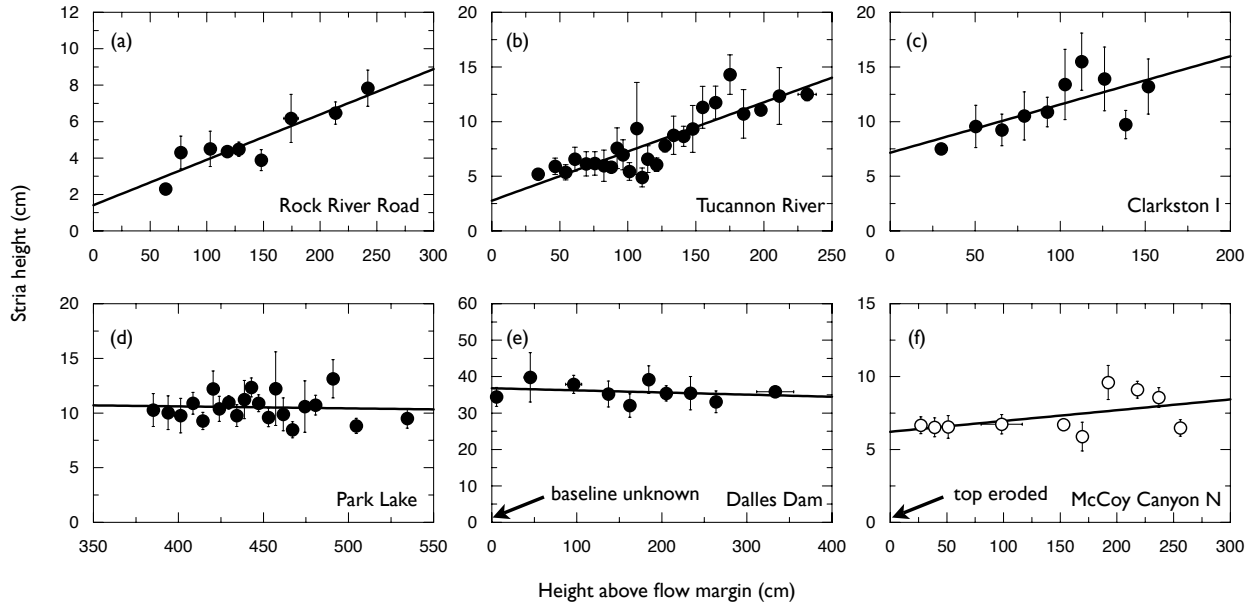 Stria height (cm)
(a)
12
10
8
6
4
2
0
0 50 100 150 200 250 300
Rock River Road
(b)
20
15
10
5
0
0 50 100 150 200 250
Tucannon River
(c)
20
15
10
5
0
0 50 100 150 200
Clarkston I
(d)
20
15
10
5
0
350 400 450 500 550
Park Lake
(e)
60
50
40
30
20
10
0
0 100 200 300 400
baseline unknown
Dalles Dam
(f)
15
10
5
0
0 50 100 150 200 250 300
top eroded
McCoy Canyon N
Height above flow margin (cm)